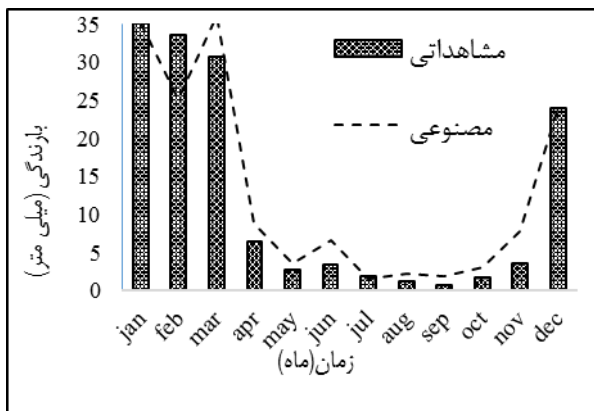 35
30
25
20
15
10
5
0
بارندگی (میلی متر)
مشاهداتی
مصنوعی
jan
feb
mar
apr
may
jun
jul
aug
sep
oct
nov
dec
زمان(ماه)